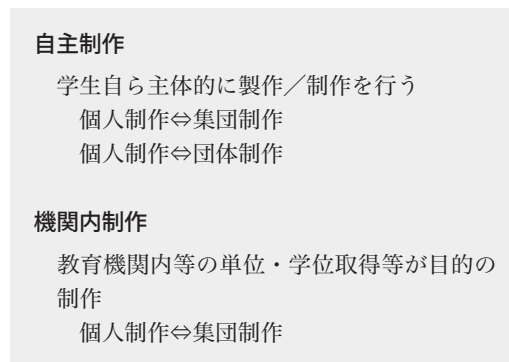 自主制作
学生自ら主体的に製作／制作を行う
個人制作⇔集団制作
個人制作⇔団体制作
機関内制作
教育機関内等の単位・学位取得等が目的の
制作
個人制作⇔集団制作